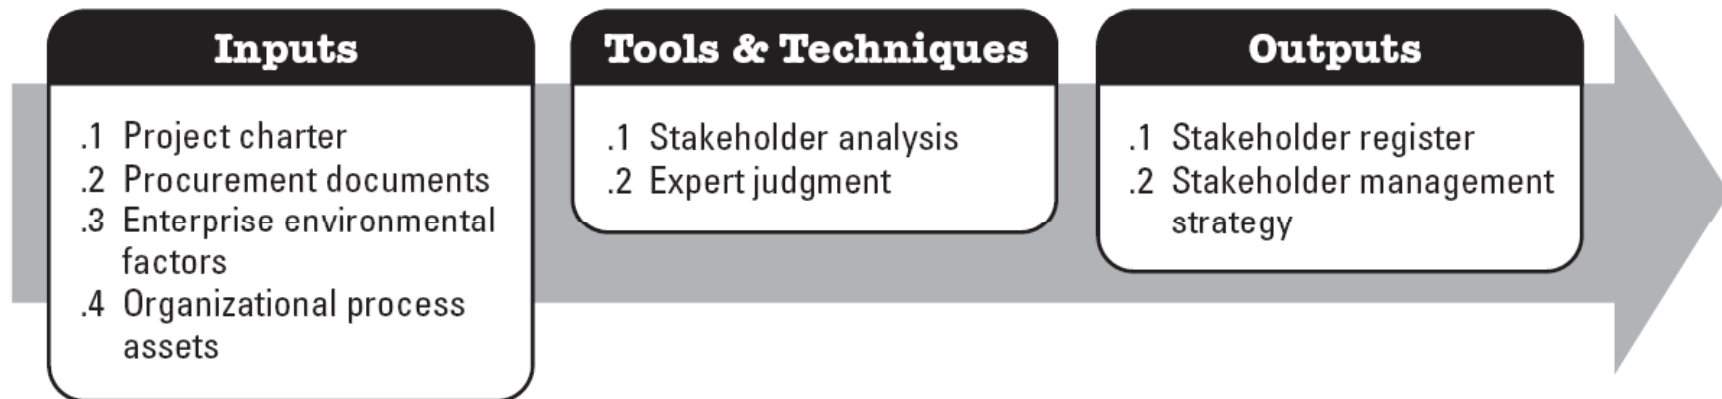 Inputs
.1 Project charter
.2 Procurement documents
.3 Enterprise environmental
factors
.4 Organizational process
assets
Tools & Techniques
.1 Stakeholder analysis
.2 Expert judgment
Outputs
.1 Stakeholder register
.2 Stakeholder management
strategy